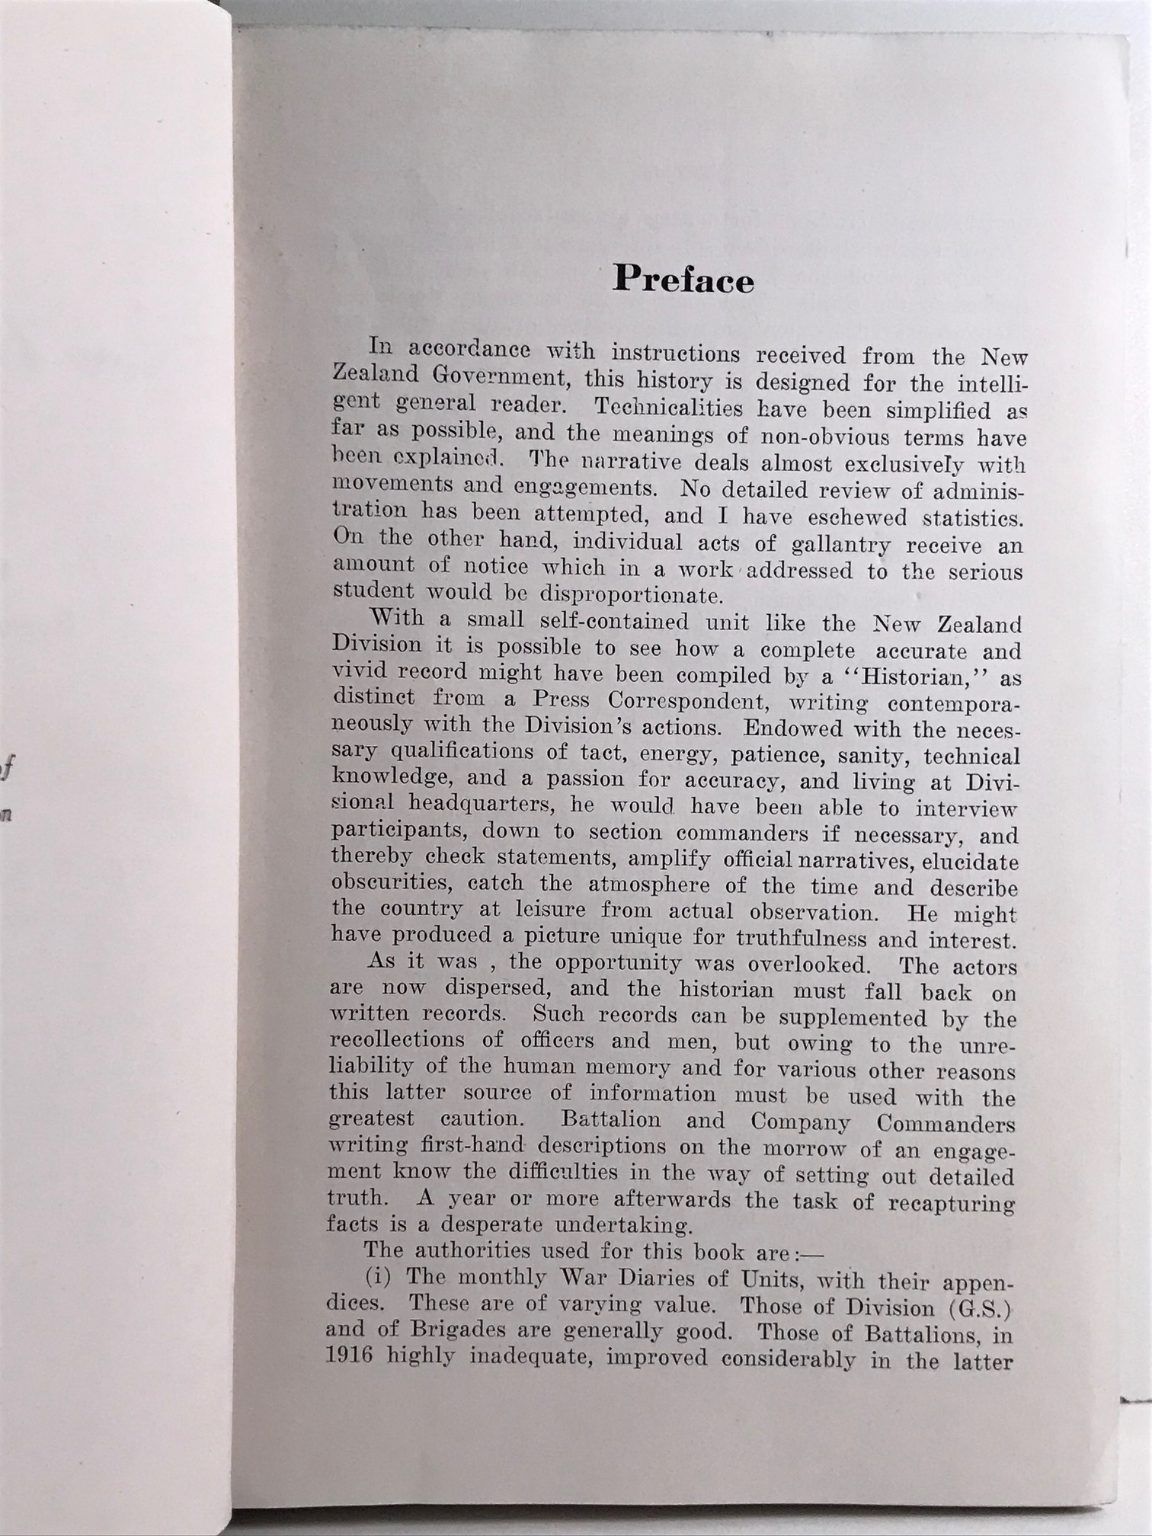 of
n
Preface
In accordance with instructions received from the New
Zealand Government, this history is designed for the intelli-
gent general reader. Technicalities have been simplified as
far as possible, and the meanings of non-obvious terms have
been explained. The narrative deals almost exclusively with
movements and engagements. No detailed review of adminis-
tration has been attempted, and I have eschewed statistics.
On the other hand, individual acts of gallantry receive an
amount of notice which in a work addressed to the serious
student would be disproportionate.
With a small self-contained unit like the New Zealand
Division it is possible to see how a complete accurate and
vivid record might have been compiled by a “Historian,” as
distinct from a Press Correspondent, writing contempora-
neously with the Division's actions. Endowed with the neces-
sary qualifications of tact, energy, patience, sanity, technical
knowledge, and a passion for accuracy, and living at Divi-
sional headquarters, he would have been able to interview
participants, down to section commanders if necessary, and
thereby check statements, amplify official narratives, elucidate
obscurities, catch the atmosphere of the time and describe
the country at leisure from actual observation. He might
have produced a picture unique for truthfulness and interest.
As it was , the opportunity was overlooked. The actors
are now dispersed, and the historian must fall back on
written records. Such records can be supplemented by the
recollections of officers and men, but owing to the unre-
liability of the human memory and for various other reasons
this latter source of information must be used with the
greatest caution. Battalion and Company Commanders
writing first-hand descriptions on the morrow of an engage-
ment know the difficulties in the way of setting out detailed
truth. A year or more afterwards the task of recapturing
facts is a desperate undertaking.
The authorities used for this book are:—
(i) The monthly War Diaries of Units, with their appen-
dices. These are of varying value. Those of Division (G.S.)
and of Brigades are generally good. Those of Battalions, in
1916 highly inadequate, improved considerably in the latter